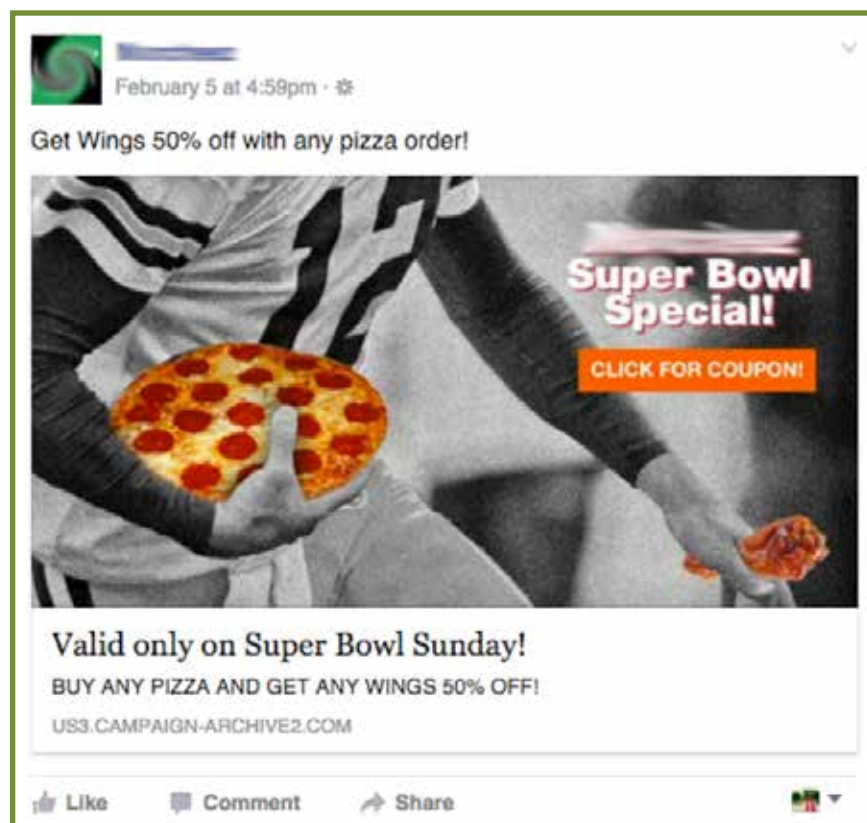 February 5 at 4:59pm ·
Get Wings 50% off with any pizza order!
Super Bowl
Special!
CLICK FOR COUPON!
Valid only on Super Bowl Sunday!
BUY ANY PIZZA AND GET ANY WINGS 50% OFF!
US3.CAMPAIGN-ARCHIVE2.COM
Like Comment Share